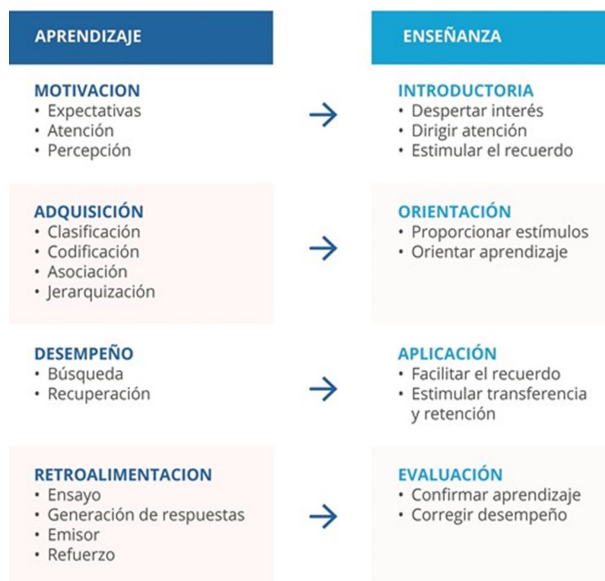 APRENDIZAJE
ENSEÑANZA
MOTIVACION
• Expectativas
• Atención
• Percepción
→
INTRODUCTORIA
• Despertar interés
• Dirigir atención
• Estimular el recuerdo
ADQUISICIÓN
• Clasificación
• Codificación
• Asociación
• Jerarquización
→
ORIENTACIÓN
• Proporcionar estímulos
• Orientar aprendizaje
DESEMPEÑO
• Búsqueda
• Recuperación
→
APLICACIÓN
• Facilitar el recuerdo
• Estimular transferencia
y retención
RETROALIMENTACION
• Ensayo
• Generación de respuestas
• Emisor
• Refuerzo
→
EVALUACIÓN
• Confirmar aprendizaje
• Corregir desempeño